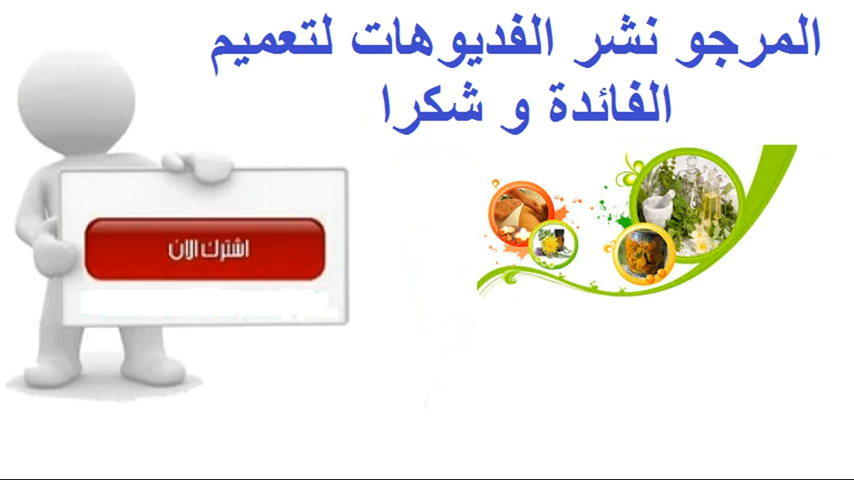 المرجو نشر الفديوهات لتعميم
الفائدة و شكرا
اشترك الان